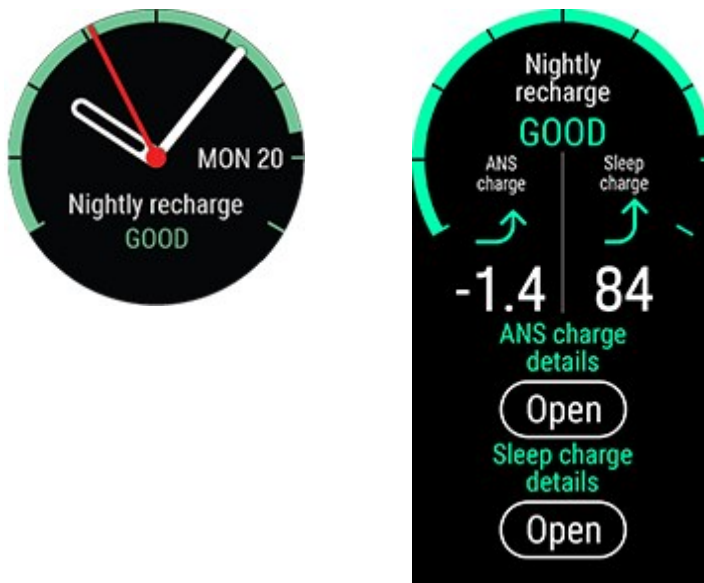 MON 20
Nightly recharge
GOOD
Nightly
recharge
GOOD
ANS
charge
Sleep
charge
-1.4
84
ANS charge
details
Open
Sleep charge
details
Open